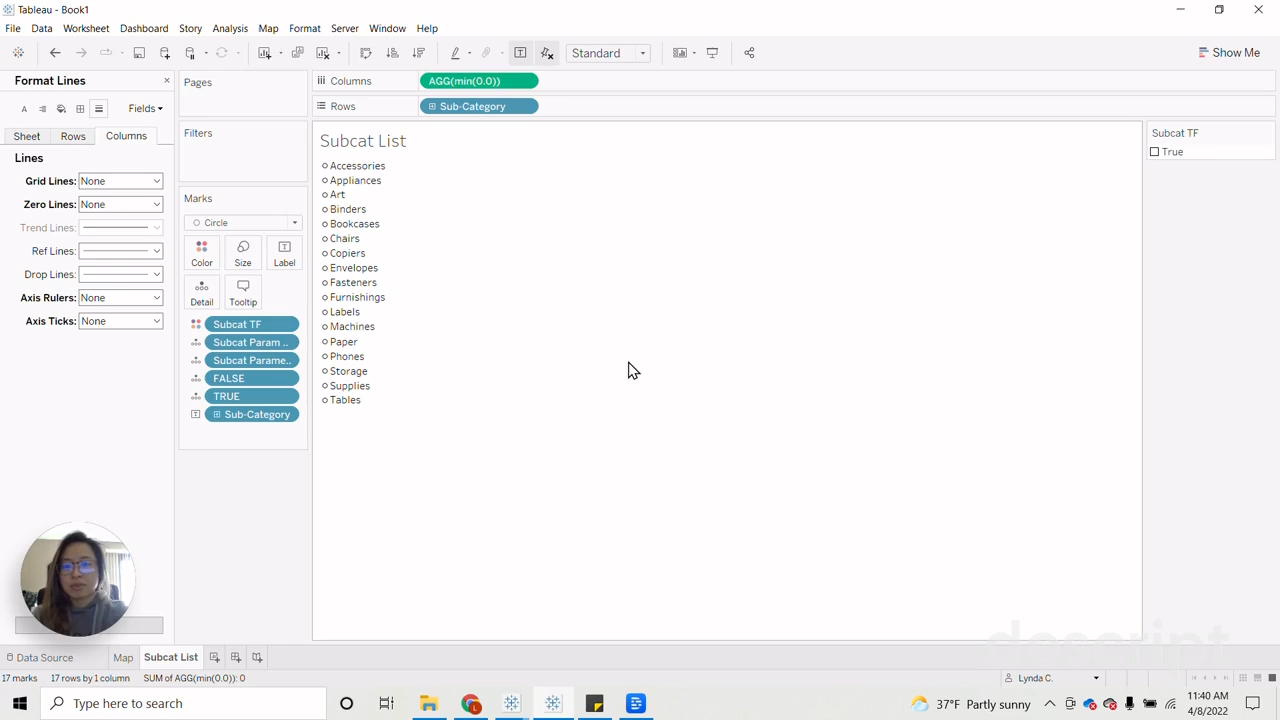 Tableau - Book1
File Data Worksheet Dashboard Story Analysis Map Format Server Window Help
Standard
Show Me
Format Lines
Fields
Sheet Rows Columns
Lines
Grid Lines: None
Zero Lines: None
Trend Lines:
Ref Lines:
Drop Lines:
Axis Rulers: None
Axis Ticks: None
Pages
Filters
Marks
Circle
Color Size Label
Detail Tooltip
Subcat TF
Subcat Param ..
Subcat Parame..
FALSE
TRUE
Sub-Category
Columns AGG(min(0.0))
Rows Sub-Category
Subcat List
Accessories
Appliances
Art
Binders
Bookcases
Chairs
Copiers
Envelopes
Fasteners
Furnishings
Labels
Machines
Paper
Phones
Storage
Supplies
Tables
Subcat TF
True
descript
Data Source Map Subcat List
17 marks 17 rows by 1 column SUM of AGG(min(0.0)): 0
Lynda C.
Type here to search
37°F Partly sunny
11:40 AM
4/8/2022